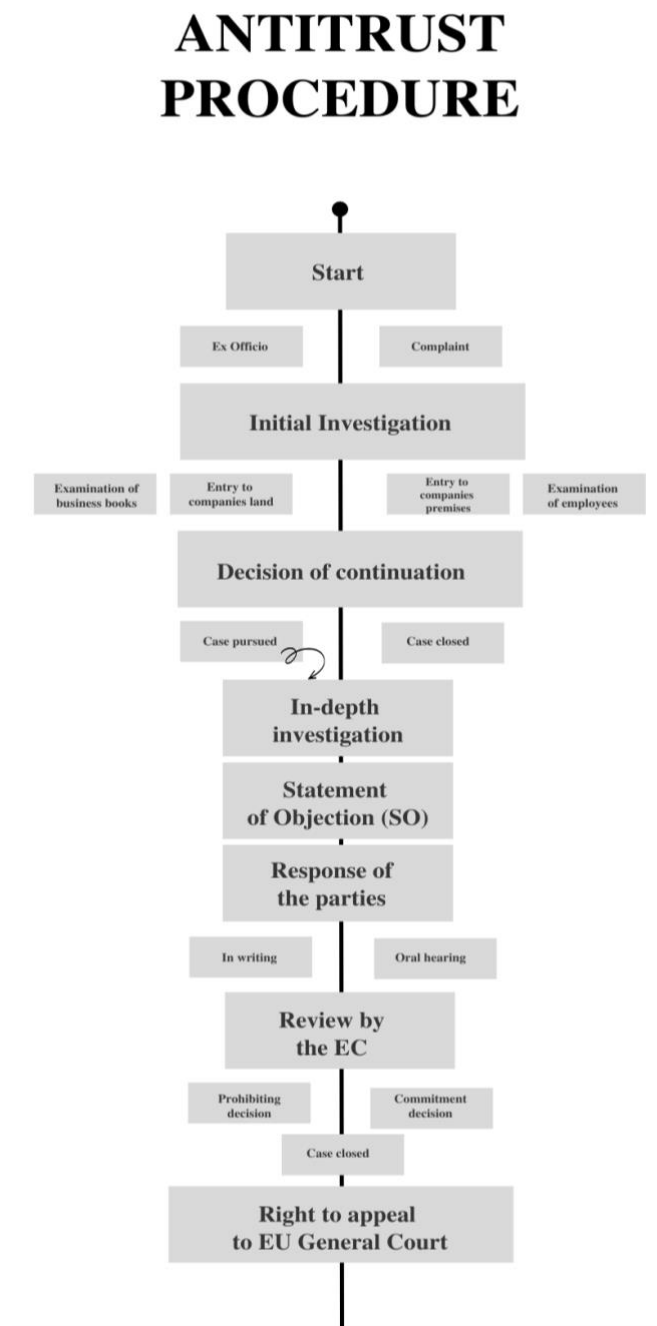 ANTITRUST
PROCEDURE
Start
Ex Officio
Complaint
Initial Investigation
Examination of
business books
Entry to
companies land
Entry to
companies
premises
Examination
of employees
Decision of continuation
Case pursued
Case closed
In-depth
investigation
Statement
of Objection (SO)
Response of
the parties
In writing
Oral hearing
Review by
the EC
Prohibiting
decision
Commitment
decision
Case closed
Right to appeal
to EU General Court